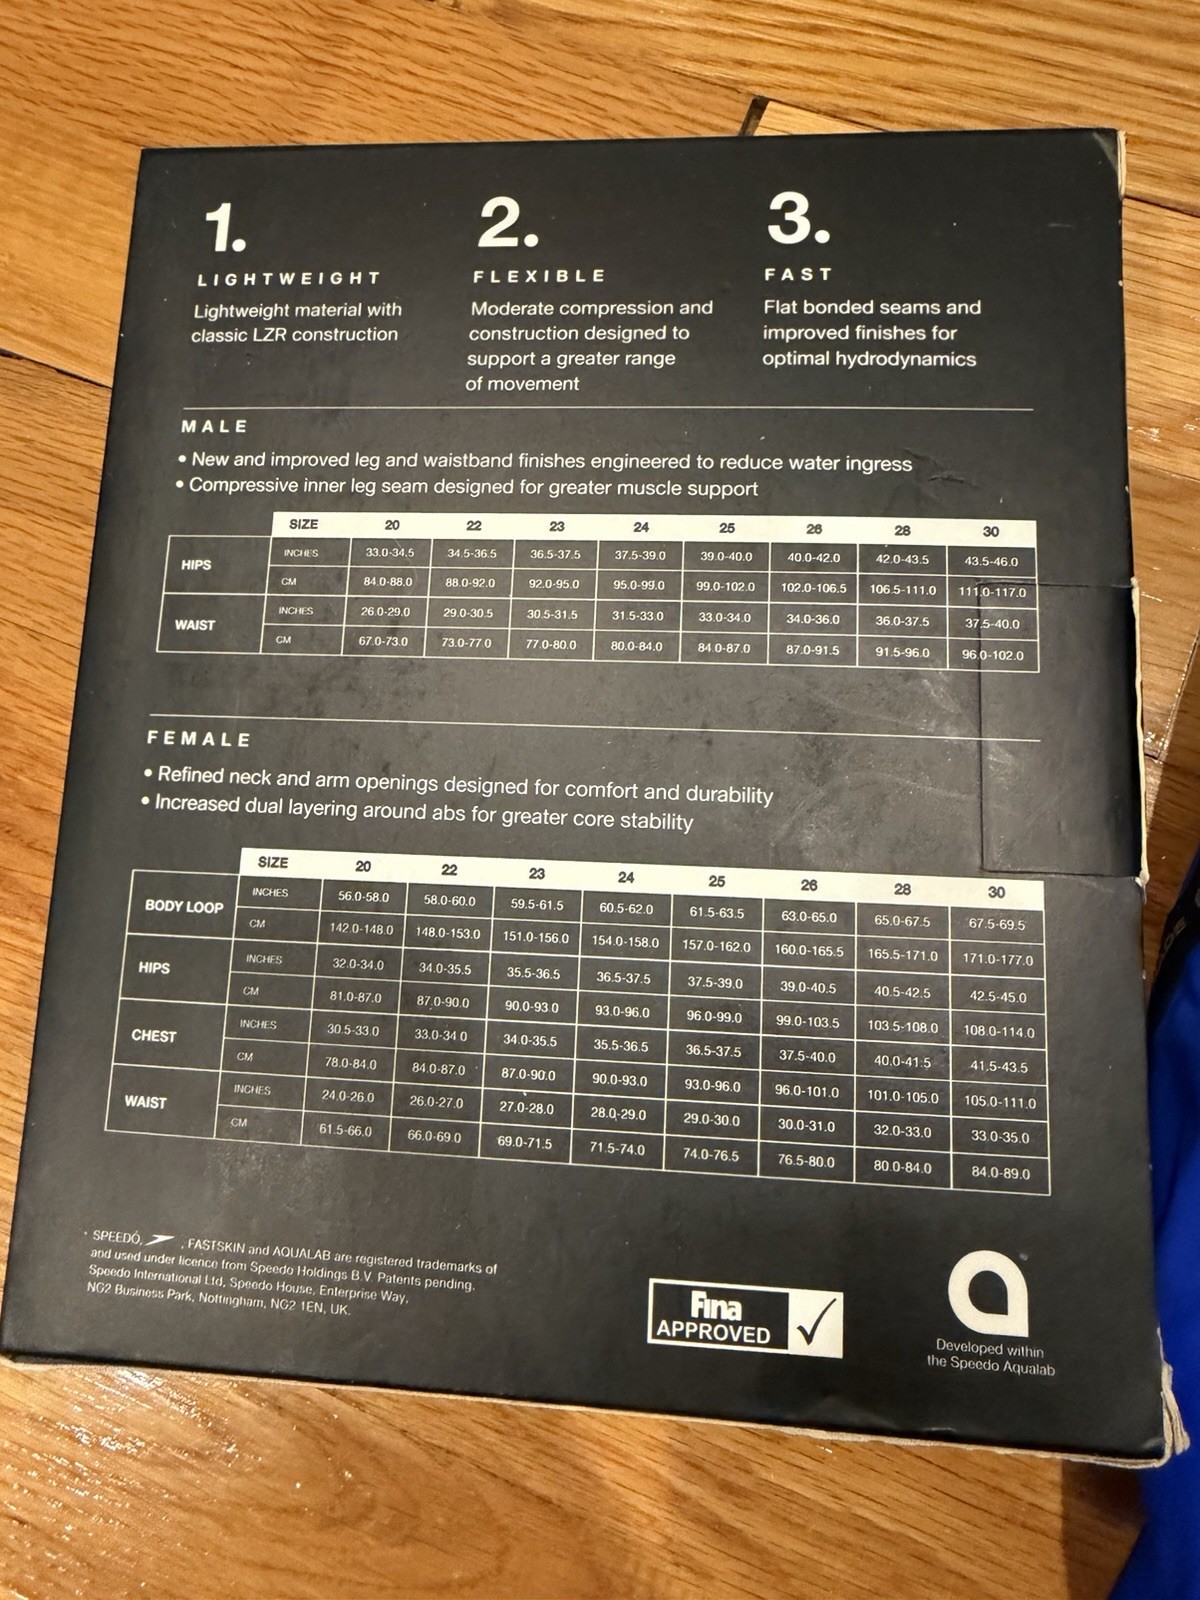 1.
LIGHTWEIGHT
Lightweight material with
classic LZR construction
2.
FLEXIBLE
Moderate compression and
construction designed to
support a greater range
of movement
3.
FAST
Flat bonded seams and
improved finishes for
optimal hydrodynamics
MALE
• New and improved leg and waistband finishes engineered to reduce water ingress
• Compressive inner leg seam designed for greater muscle support
SIZE 20 22 23 24 25 26 28 30
HIPS
INCHES 33.0-34.5 34.5-36.5 36.5-37.5 37.5-39.0 39.0-40.0 40.0-42.0 42.0-43.5 43.5-46.0
CM 84.0-88.0 88.0-92.0 92.0-95.0 95.0-99.0 99.0-102.0 102.0-106.5 106.5-111.0 111.0-117.0
WAIST
INCHES 26.0-29.0 29.0-30.5 30.5-31.5 31.5-33.0 33.0-34.0 34.0-36.0 36.0-37.5 37.5-40.0
CM 67.0-73.0 73.0-77.0 77.0-80.0 80.0-84.0 84.0-87.0 87.0-91.5 91.5-96.0 96.0-102.0
FEMALE
• Refined neck and arm openings designed for comfort and durability
• Increased dual layering around abs for greater core stability
SIZE 20 22 23 24 25 26 28 30
BODY LOOP
INCHES 56.0-58.0 58.0-60.0 59.5-61.5 60.5-62.0 61.5-63.5 63.0-65.0 65.0-67.5 67.5-69.5
CM 142.0-148.0 148.0-153.0 151.0-156.0 154.0-158.0 157.0-162.0 160.0-165.5 165.5-171.0 171.0-177.0
HIPS
INCHES 32.0-34.0 34.0-35.5 35.5-36.5 36.5-37.5 37.5-39.0 39.0-40.5 40.5-42.5 42.5-45.0
CM 81.0-87.0 87.0-90.0 90.0-93.0 93.0-96.0 96.0-99.0 99.0-103.5 103.5-108.0 108.0-114.0
CHEST
INCHES 30.5-33.0 33.0-34.0 34.0-35.5 35.5-36.5 36.5-37.5 37.5-40.0 40.0-41.5 41.5-43.5
CM 78.0-84.0 84.0-87.0 87.0-90.0 90.0-93.0 93.0-96.0 96.0-101.0 101.0-105.0 105.0-111.0
WAIST
INCHES 24.0-26.0 26.0-27.0 27.0-28.0 28.0-29.0 29.0-30.0 30.0-31.0 32.0-33.0 33.0-35.0
CM 61.5-66.0 66.0-69.0 69.0-71.5 71.5-74.0 74.0-76.5 76.5-80.0 80.0-84.0 84.0-89.0
SPEEDO, , FASTSKIN and AQUALAB are registered trademarks of
and used under licence from Speedo Holdings B.V. Patents pending.
Speedo International Ltd, Speedo House, Enterprise Way,
NG2 Business Park, Nottingham, NG2 1EN, UK.
Fina
APPROVED
Developed within
the Speedo Aqualab